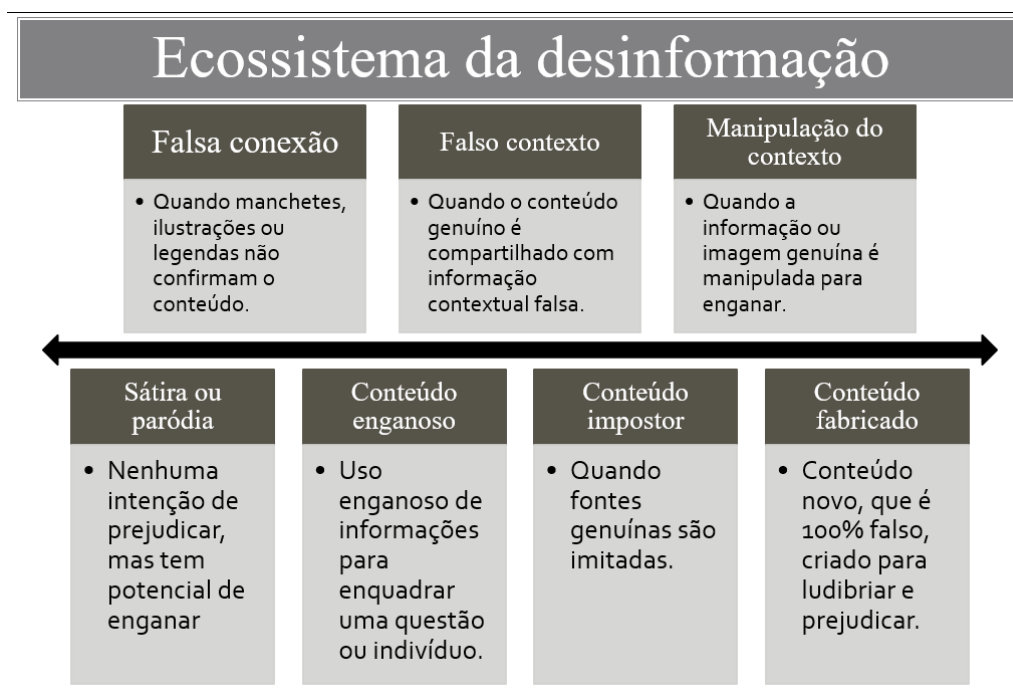 Ecossistema da desinformação
Falsa conexão
• Quando manchetes,
ilustrações ou
legendas não
confirmam o
conteúdo.
Falso contexto
• Quando o conteúdo
genuíno é
compartilhado com
informação
contextual falsa.
Manipulação do
contexto
• Quando a
informação ou
imagem genuína é
manipulada para
enganar.
Sátira ou
paródia
• Nenhuma
intenção de
prejudicar,
mas tem
potencial de
enganar
Conteúdo
enganoso
• Uso
enganoso de
informações
para
enquadrar
uma questão
ou indivíduo.
Conteúdo
impostor
• Quando
fontes
genuínas são
imitadas.
Conteúdo
fabricado
• Conteúdo
novo, que é
100% falso,
criado para
ludibriar e
prejudicar.